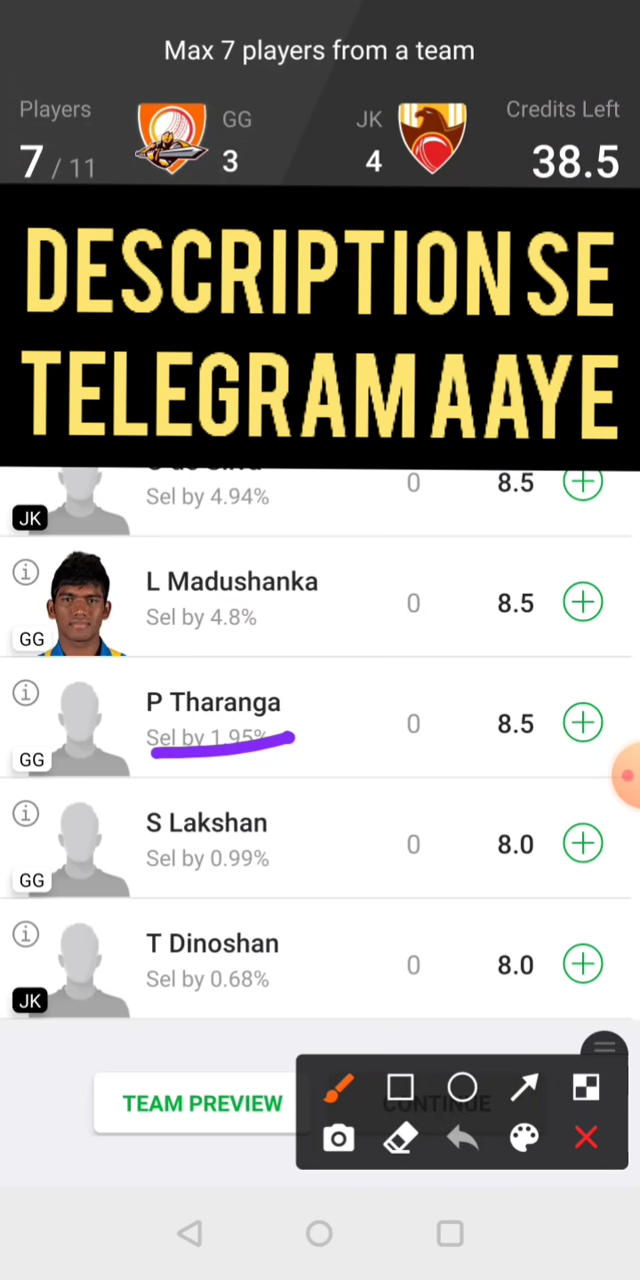 Max 7 players from a team
Players GG JK Credits Left
7 / 11 3 4 38.5
DESCRIPTION SE
TELEGRAM AAYE
Sel by 4.94% 0 8.5
JK
L Madushanka
Sel by 4.8% 0 8.5
GG
P Tharanga
Sel by 1.95% 0 8.5
GG
S Lakshan
Sel by 0.99% 0 8.0
GG
T Dinoshan
Sel by 0.68% 0 8.0
JK
TEAM PREVIEW CONTINUE